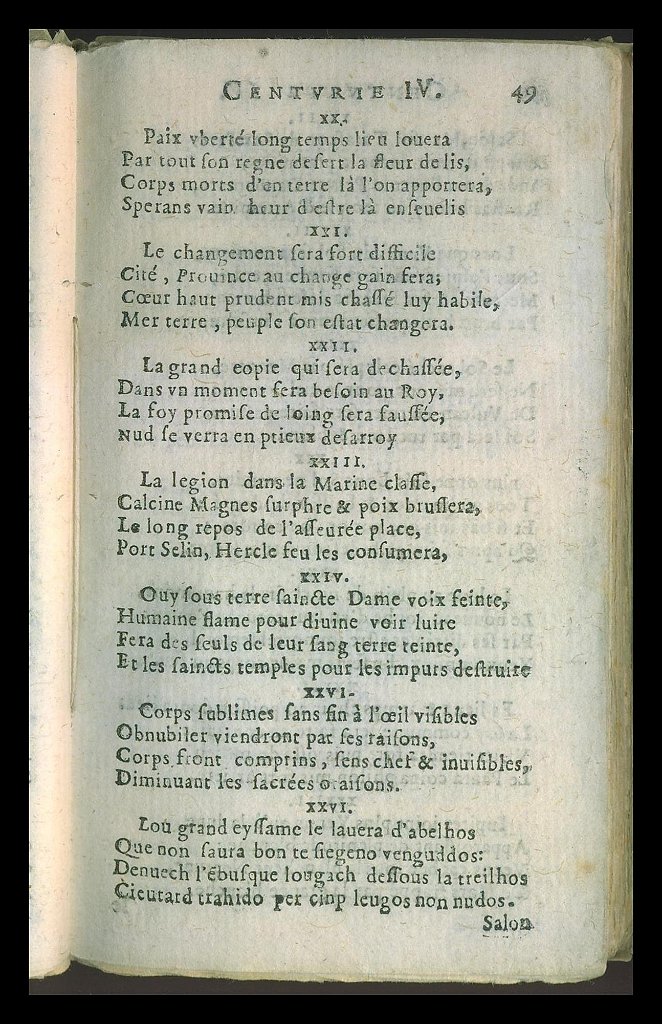 CENTVRIE IV. 49
XX.
Paix vberté long temps lieu louera
Par tout ſon regne deſert la fleur de lis,
Corps morts d'en terre là l'on apportera,
Sperans vain heur d'eſtre là enſeuelis
XXI.
Le changement ſera fort difficile
Cité, Prouince au change gain fera;
Cœur haut prudent mis chaſſé luy habile,
Mer terre, peuple ſon eſtat changera.
XXII.
La grand eopie qui ſera dechaſſée,
Dans vn moment ſera beſoin au Roy,
La foy promiſe de loing ſera fauſſée,
Nud ſe verra en ptieux deſarroy
XXIII.
La legion dans la Marine claſſe,
Calcine Magnes ſurphre & poix bruſlera,
Le long repos de l'aſſeurée place,
Port Selin, Hercle feu les conſumera,
XXIV.
Ouy ſous terre ſaincte Dame voix feinte,
Humaine flame pour diuine voir luire
Fera des ſeuls de leur ſang terre teinte,
Et les ſaincts temples pour les impurs deſtruire
XXVI-
Corps ſublimes ſans fin à l'œil viſibles
Obnubiler viendront par ſes raiſons,
Corps front comprins, ſens chef & inuiſibles,
Diminuant les ſacrées o aiſons.
XXVI.
Lou grand eyſſame le lauera d'abelhos
Que non ſaura bon te ſiegeno venguddos:
Denuech l'ēbuſque lougach deſſous la treilhos
Cieutard trahido per cinp leugos non nudos.
Salon